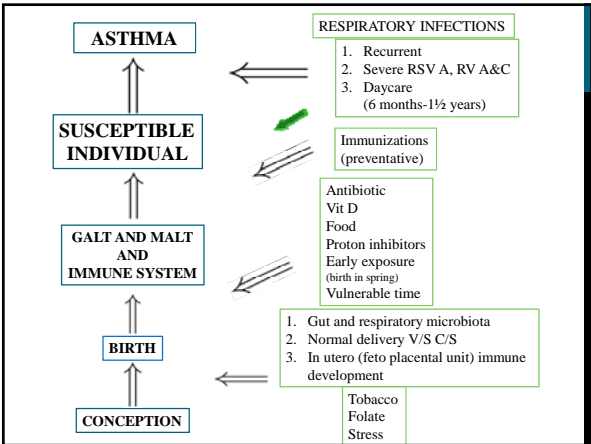 ASTHMA
RESPIRATORY INFECTIONS
1. Recurrent
2. Severe RSV A, RV A&C
3. Daycare
(6 months-1½ years)
SUSCEPTIBLE
INDIVIDUAL
Immunizations
(preventative)
GALT AND MALT
AND
IMMUNE SYSTEM
Antibiotic
Vit D
Food
Proton inhibitors
Early exposure
(birth in spring)
Vulnerable time
BIRTH
1. Gut and respiratory microbiota
2. Normal delivery V/S C/S
3. In utero (feto placental unit) immune
development
CONCEPTION
Tobacco
Folate
Stress